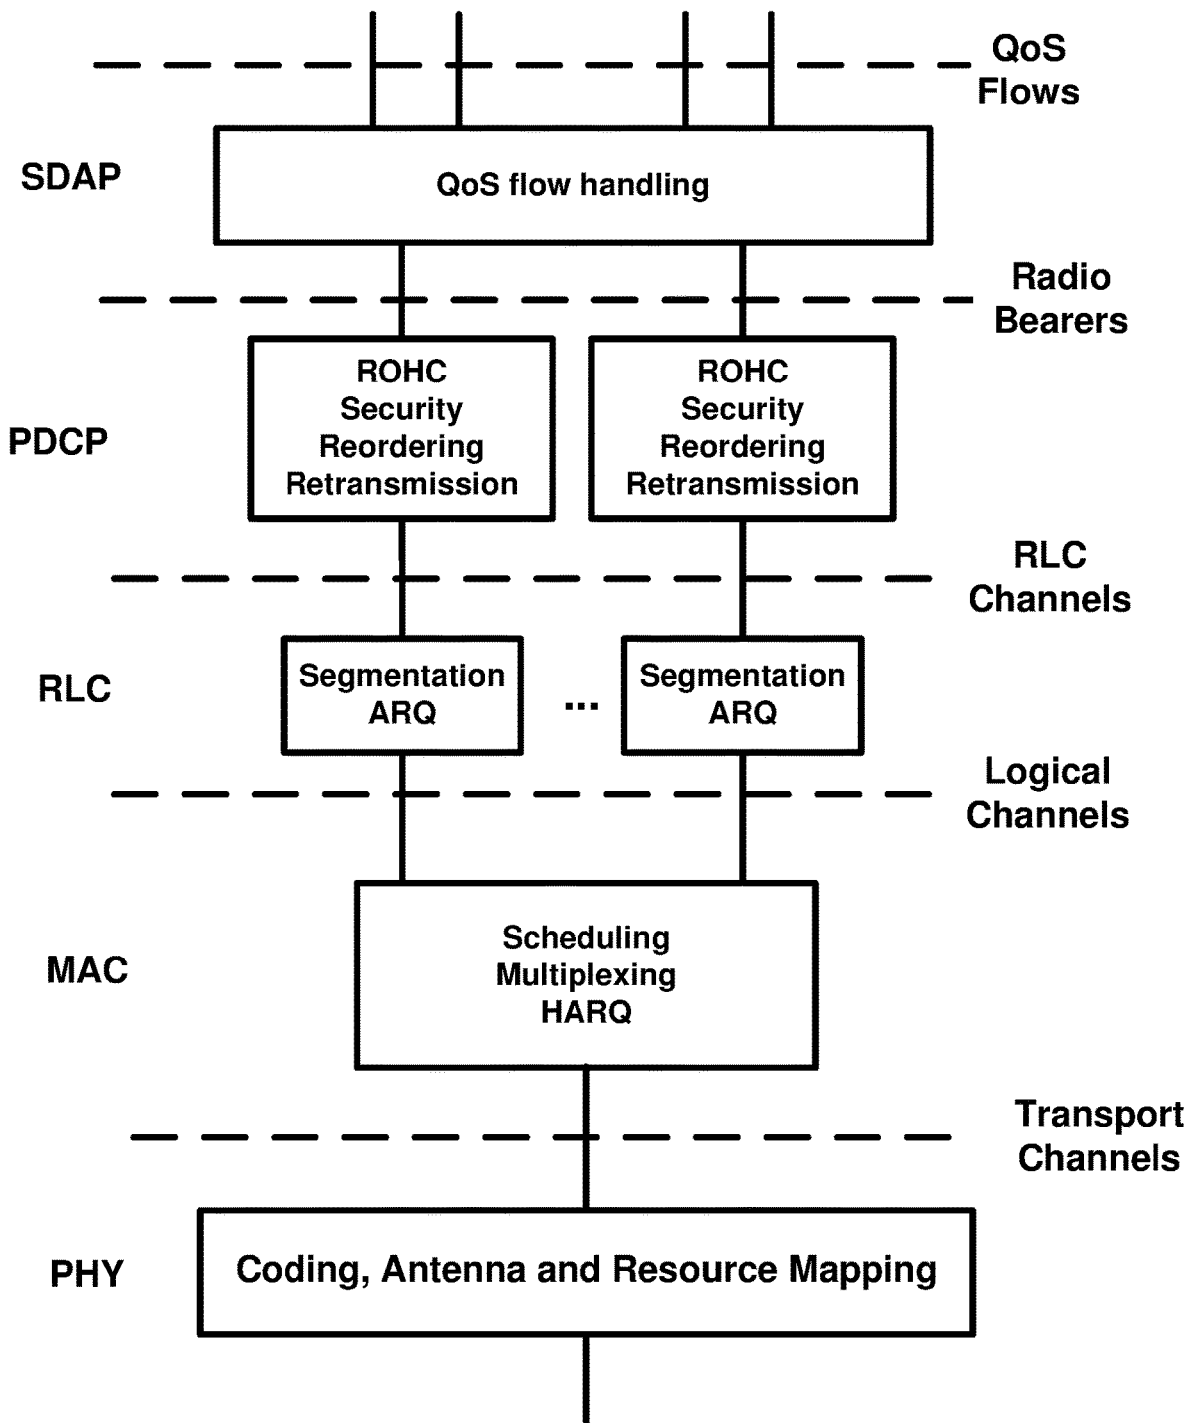 QoS
Flows
SDAP
QoS flow handling
Radio
Bearers
PDCP
ROHC
Security
Reordering
Retransmission
ROHC
Security
Reordering
Retransmission
RLC
Channels
RLC
Segmentation
ARQ
...
Segmentation
ARQ
Logical
Channels
MAC
Scheduling
Multiplexing
HARQ
Transport
Channels
PHY
Coding, Antenna and Resource Mapping